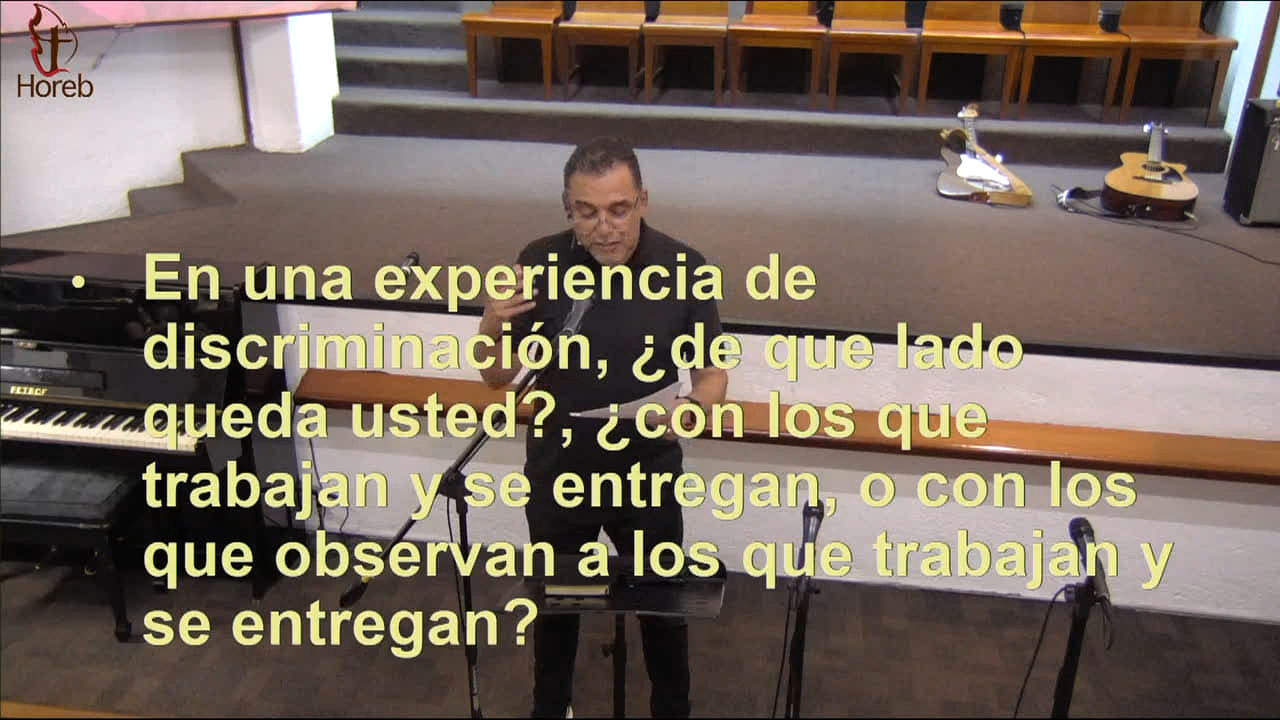 Horeb
• En una experiencia de
discriminación, ¿de que lado
queda usted?, ¿con los que
trabajan y se entregan, o con los
que observan a los que trabajan y
se entregan?
PETROF